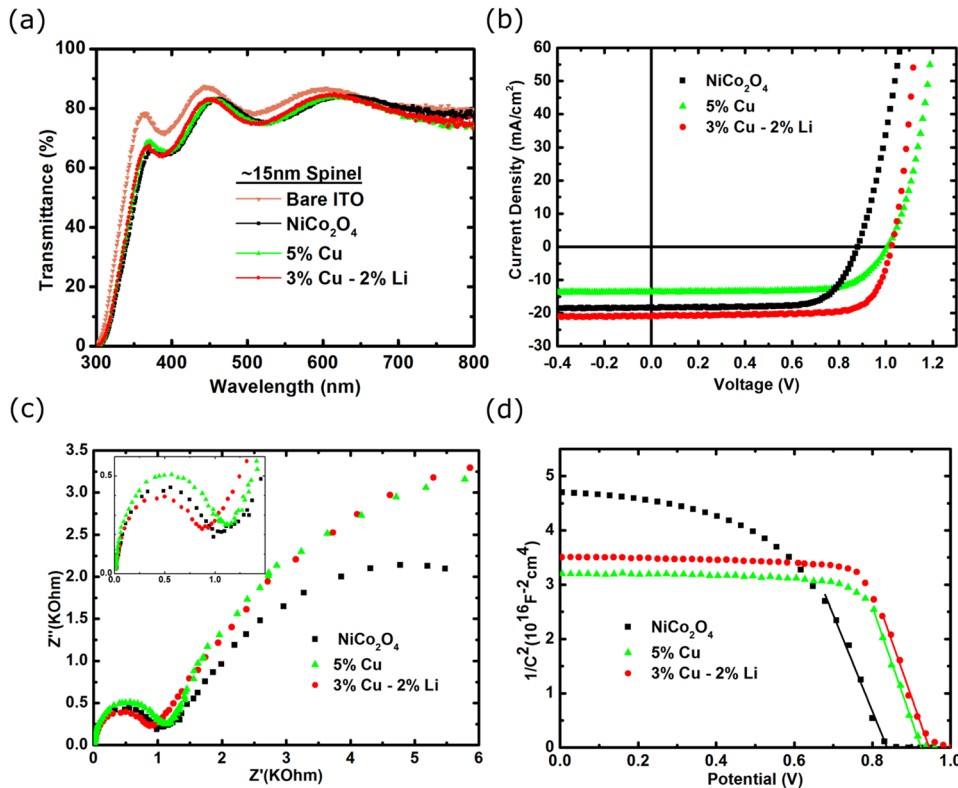 (a)
100
80
60
40
20
0
Transmittance (%)
300 400 500 600 700 800
Wavelength (nm)
~15nm Spinel
Bare ITO
NiCo₂O₄
5% Cu
3% Cu - 2% Li
(b)
60
50
40
30
20
10
0
-10
-20
-30
Current Density (mA/cm²)
-0.4 -0.2 0.0 0.2 0.4 0.6 0.8 1.0 1.2
Voltage (V)
NiCo₂O₄
5% Cu
3% Cu - 2% Li
(c)
3.5
3.0
2.5
2.0
1.5
1.0
0.5
0.0
Z''(KOhm)
0 1 2 3 4 5 6
Z'(KOhm)
0.5
0.0
0.0 0.5 1.0
NiCo₂O₄
5% Cu
3% Cu - 2% Li
(d)
6
5
4
3
2
1
0
1/C²(10¹⁶F⁻²cm⁴)
0.0 0.2 0.4 0.6 0.8 1.0
Potential (V)
NiCo₂O₄
5% Cu
3% Cu - 2% Li